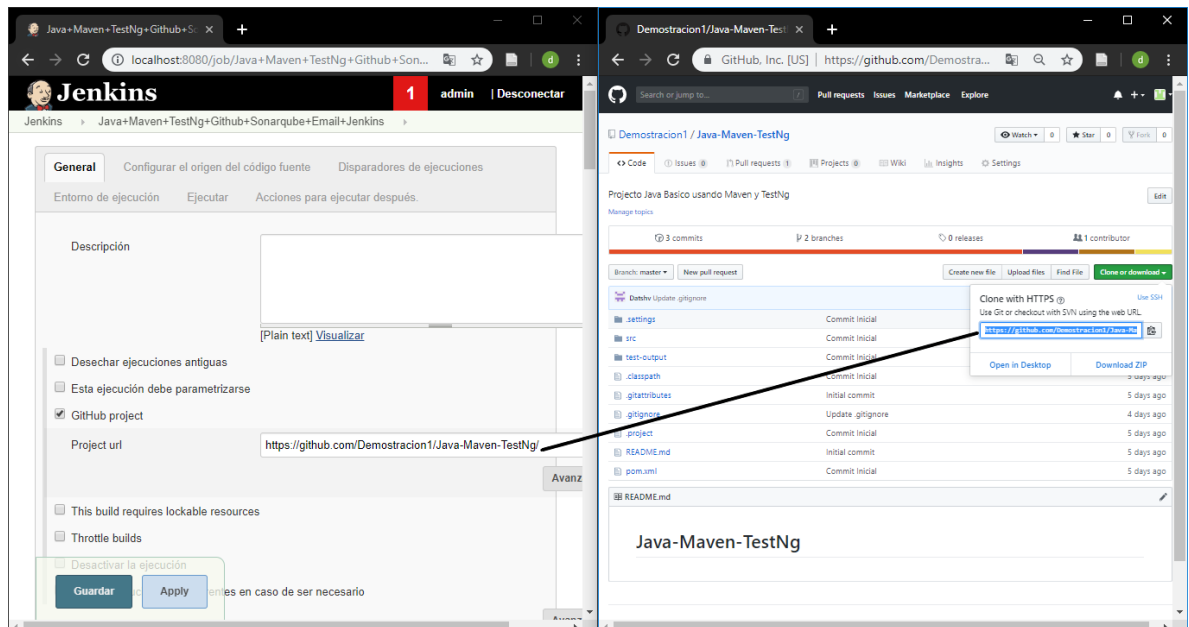 Java+Maven+TestNg+Github+So
localhost:8080/job/Java+Maven+TestNg+Github+Son...
d
Jenkins
1
admin
| Desconectar
Jenkins
Java+Maven+TestNg+Github+Sonarqube+Email+Jenkins
General
Configurar el origen del código fuente
Disparadores de ejecuciones
Entorno de ejecución
Ejecutar
Acciones para ejecutar después.
Descripción
[Plain text] Visualizar
Desechar ejecuciones antiguas
Esta ejecución debe parametrizarse
GitHub project
Project url
https://github.com/Demostracion1/Java-Maven-TestNg/
Avanz
This build requires lockable resources
Throttle builds
Desactivar la ejecución
entes en caso de ser necesario
Guardar
Apply
Demostracion1/Java-Maven-Test
GitHub, Inc. [US] | https://github.com/Demostra...
d
Search or jump to...
/
Pull requests
Issues
Marketplace
Explore
Demostracion1 / Java-Maven-TestNg
Watch
0
Star
0
Fork
0
Code
Issues 0
Pull requests 1
Projects 0
Wiki
Insights
Settings
Projecto Java Basico usando Maven y TestNg
Edit
Manage topics
3 commits
2 branches
0 releases
1 contributor
Branch: master
New pull request
Create new file
Upload files
Find File
Clone or download
Datshv Update .gitignore
Clone with HTTPS
Use SSH
Use Git or checkout with SVN using the web URL.
https://github.com/Demostracion1/Java-Ma
Open in Desktop
Download ZIP
.settings
Commit Inicial
src
Commit Inicial
test-output
Commit Inicial
.classpath
Commit Inicial
5 days ago
.gitattributes
Initial commit
5 days ago
.gitignore
Update .gitignore
4 days ago
.project
Commit Inicial
5 days ago
README.md
Initial commit
5 days ago
pom.xml
Commit Inicial
5 days ago
README.md
Java-Maven-TestNg